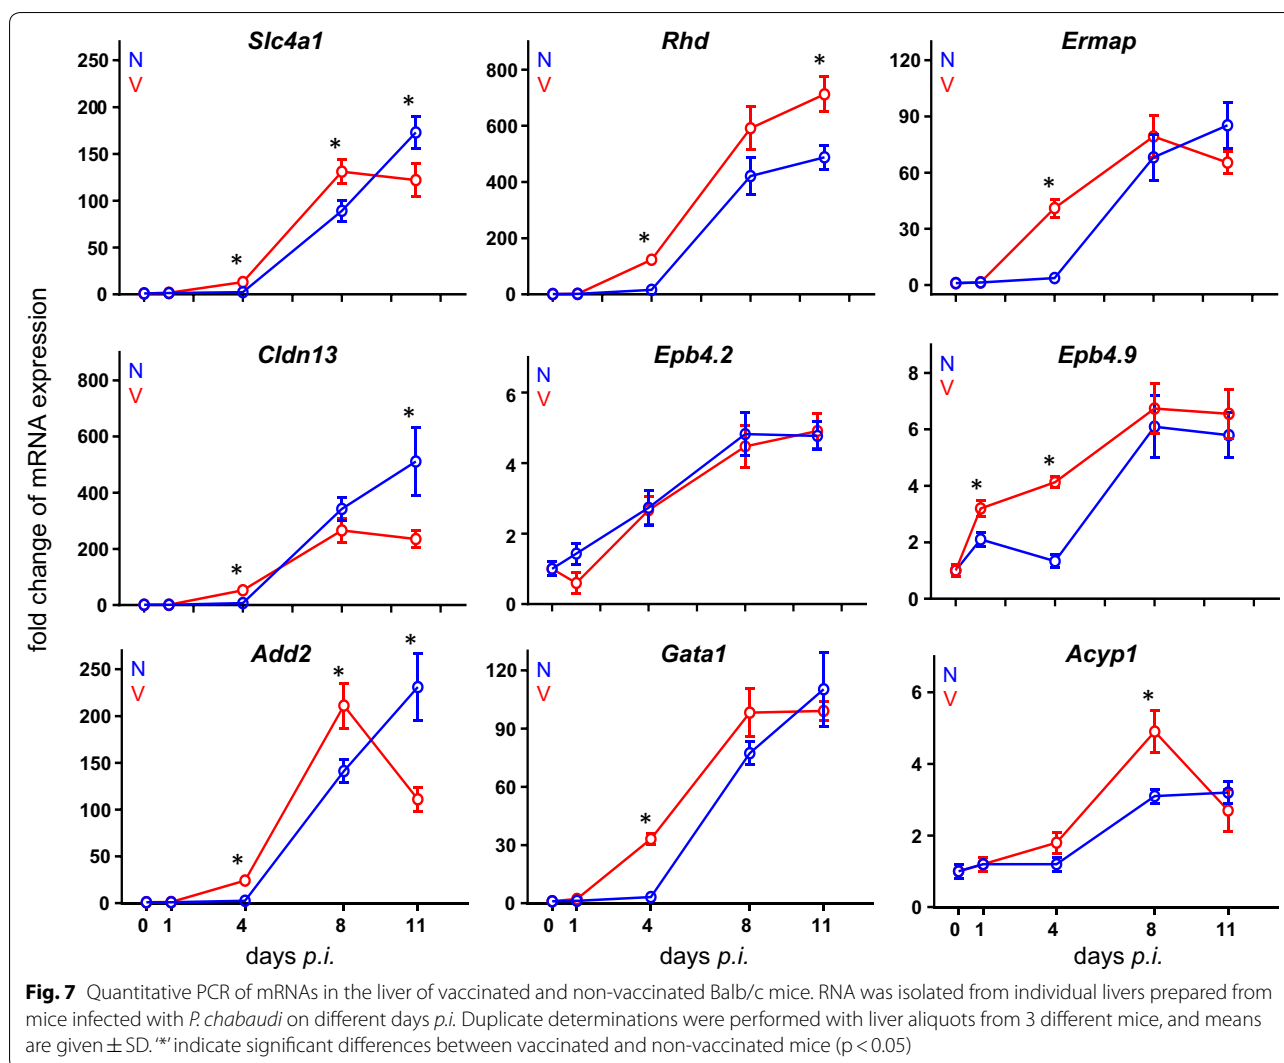 Slc4a1
N
V
250
200
150
100
50
0
*
*
*
Rhd
N
V
800
600
400
200
0
*
*
Ermap
N
V
120
90
60
30
0
*
fold change of mRNA expression
Cldn13
N
V
800
600
400
200
0
*
*
Epb4.2
N
V
6
4
2
0
Epb4.9
N
V
8
6
4
2
0
*
*
Add2
N
V
250
200
150
100
50
0
*
*
*
0 1 4 8 11
days p.i.
Gata1
N
V
120
90
60
30
0
*
0 1 4 8 11
days p.i.
Acyp1
N
V
6
4
2
0
*
0 1 4 8 11
days p.i.
Fig. 7 Quantitative PCR of mRNAs in the liver of vaccinated and non-vaccinated Balb/c mice. RNA was isolated from individual livers prepared from
mice infected with P. chabaudi on different days p.i. Duplicate determinations were performed with liver aliquots from 3 different mice, and means
are given ± SD. ‘*’ indicate significant differences between vaccinated and non-vaccinated mice (p < 0.05)